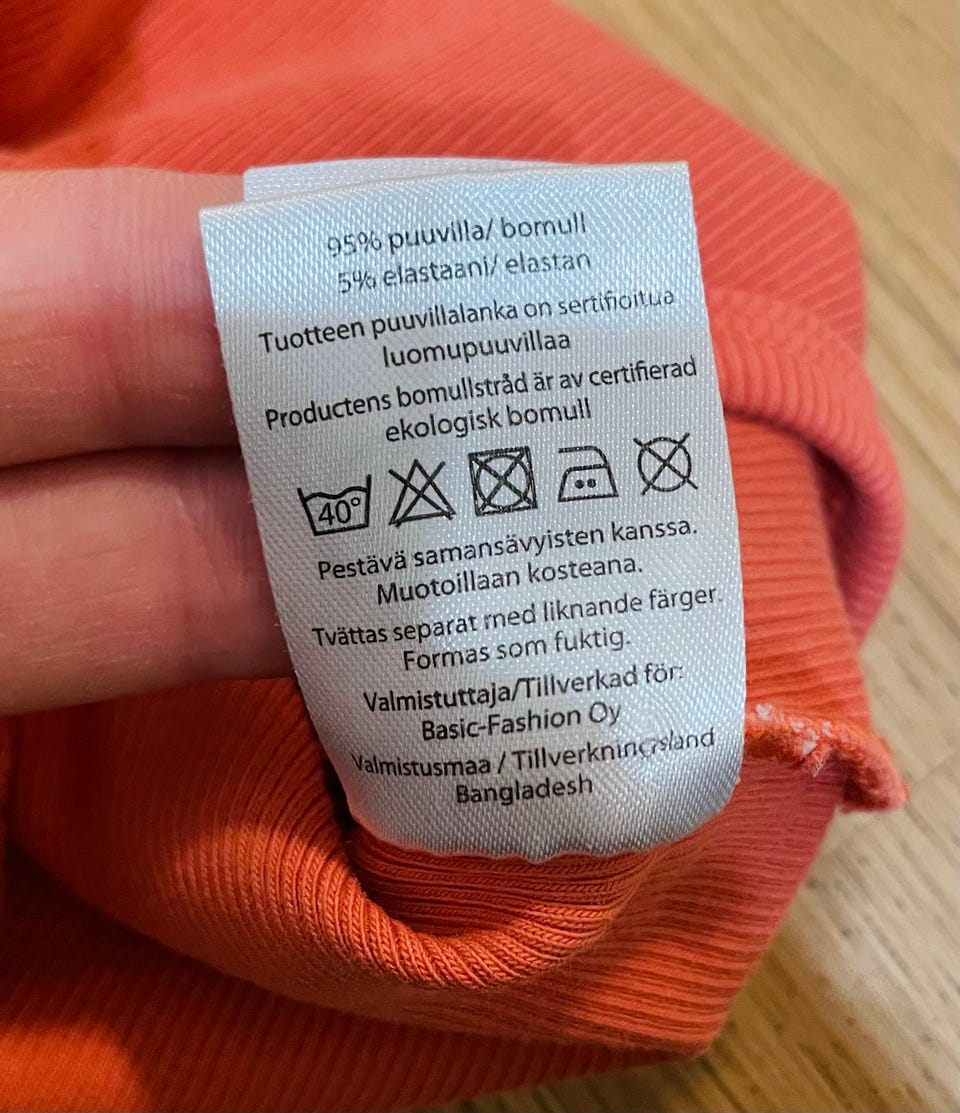 95% puuvilla/ bomull
5% elastaani/ elastan
Tuotteen puuvillalanka on sertifioitua
luomupuuvillaa
Productens bomullstråd är av certifierad
ekologisk bomull
40°
Pestävä samansävyisten kanssa.
Muotoillaan kosteana.
Tvättas separat med liknande färger.
Formas som fuktig.
Valmistuttaja/Tillverkad för:
Basic-Fashion Oy
Valmistusmaa / Tillverkningsland
Bangladesh